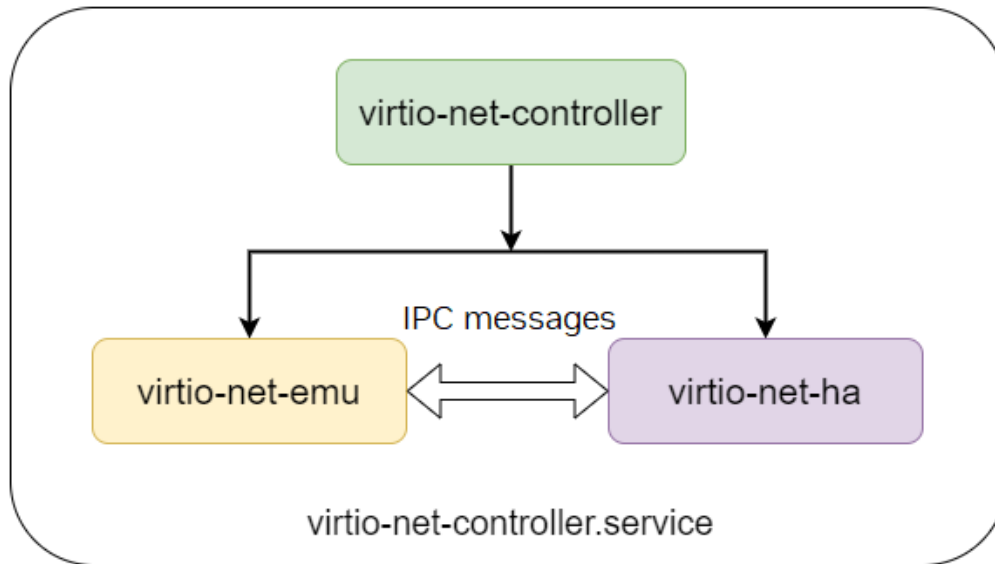 virtio-net-controller
IPC messages
virtio-net-emu
virtio-net-ha
virtio-net-controller.service